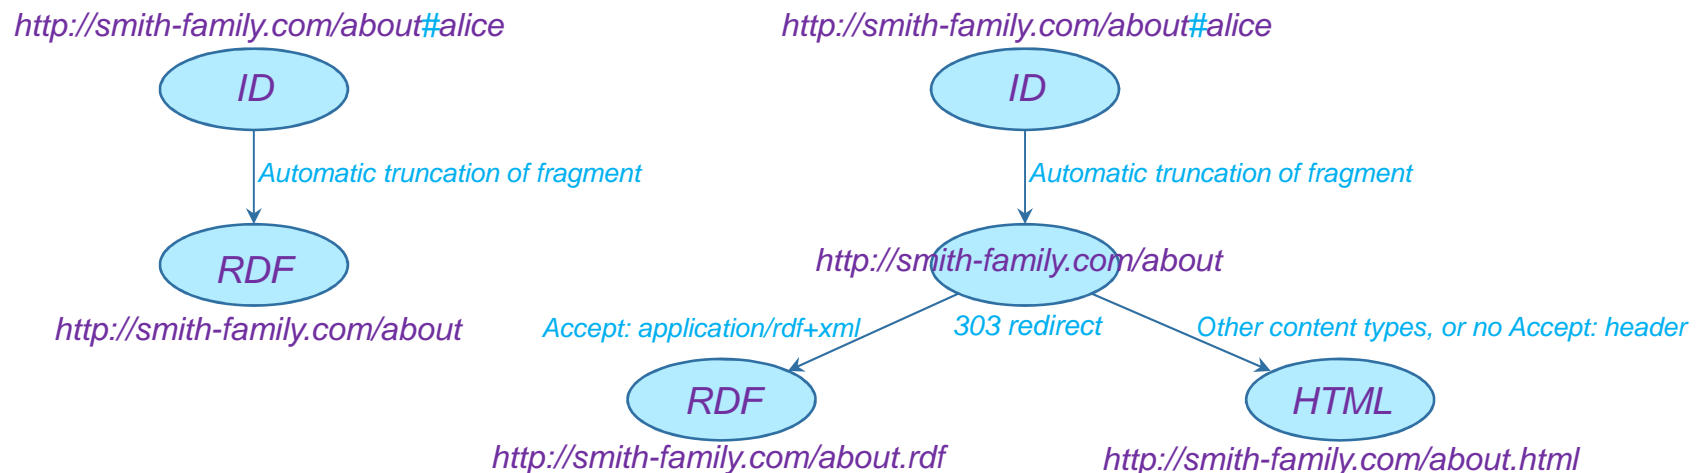 http://smith-family.com/about#alice
ID
Automatic truncation of fragment
RDF
http://smith-family.com/about
http://smith-family.com/about#alice
ID
Automatic truncation of fragment
http://smith-family.com/about
Accept: application/rdf+xml
303 redirect
Other content types, or no Accept: header
RDF
http://smith-family.com/about.rdf
HTML
http://smith-family.com/about.html